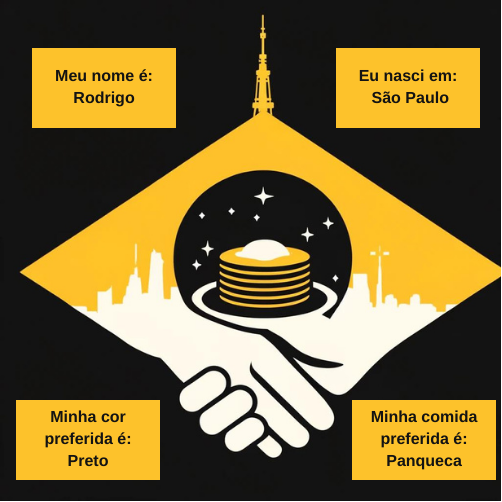 Meu nome é:
Rodrigo
Eu nasci em:
São Paulo
Minha cor
preferida é:
Preto
Minha comida
preferida é:
Panqueca